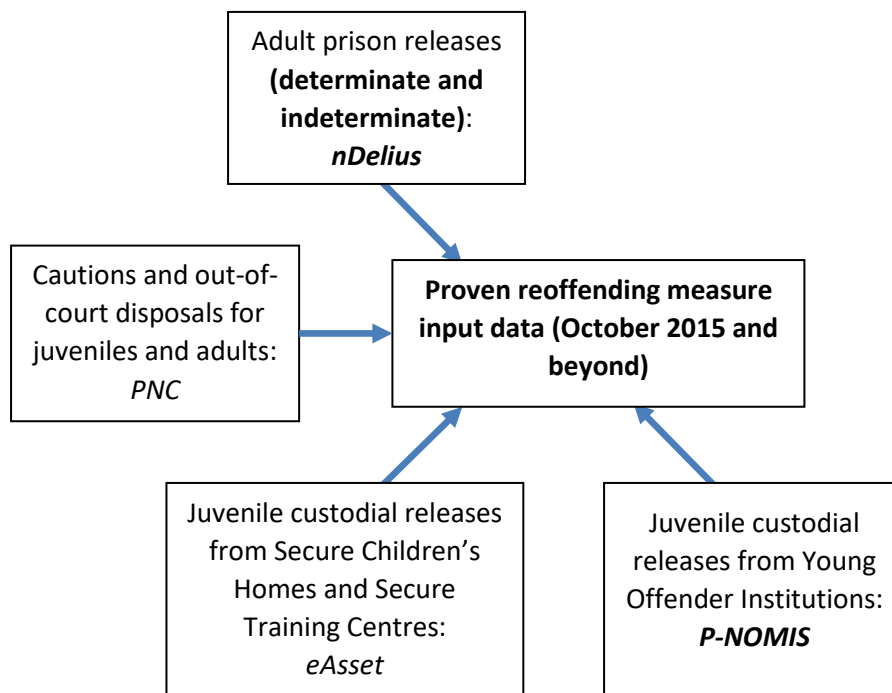 Adult prison releases
(determinate and
indeterminate):
nDelius
Cautions and out-of-
court disposals for
juveniles and adults:
PNC
Proven reoffending measure
input data (October 2015 and
beyond)
Juvenile custodial releases
from Secure Children’s
Homes and Secure
Training Centres:
eAsset
Juvenile custodial
releases from Young
Offender Institutions:
P-NOMIS